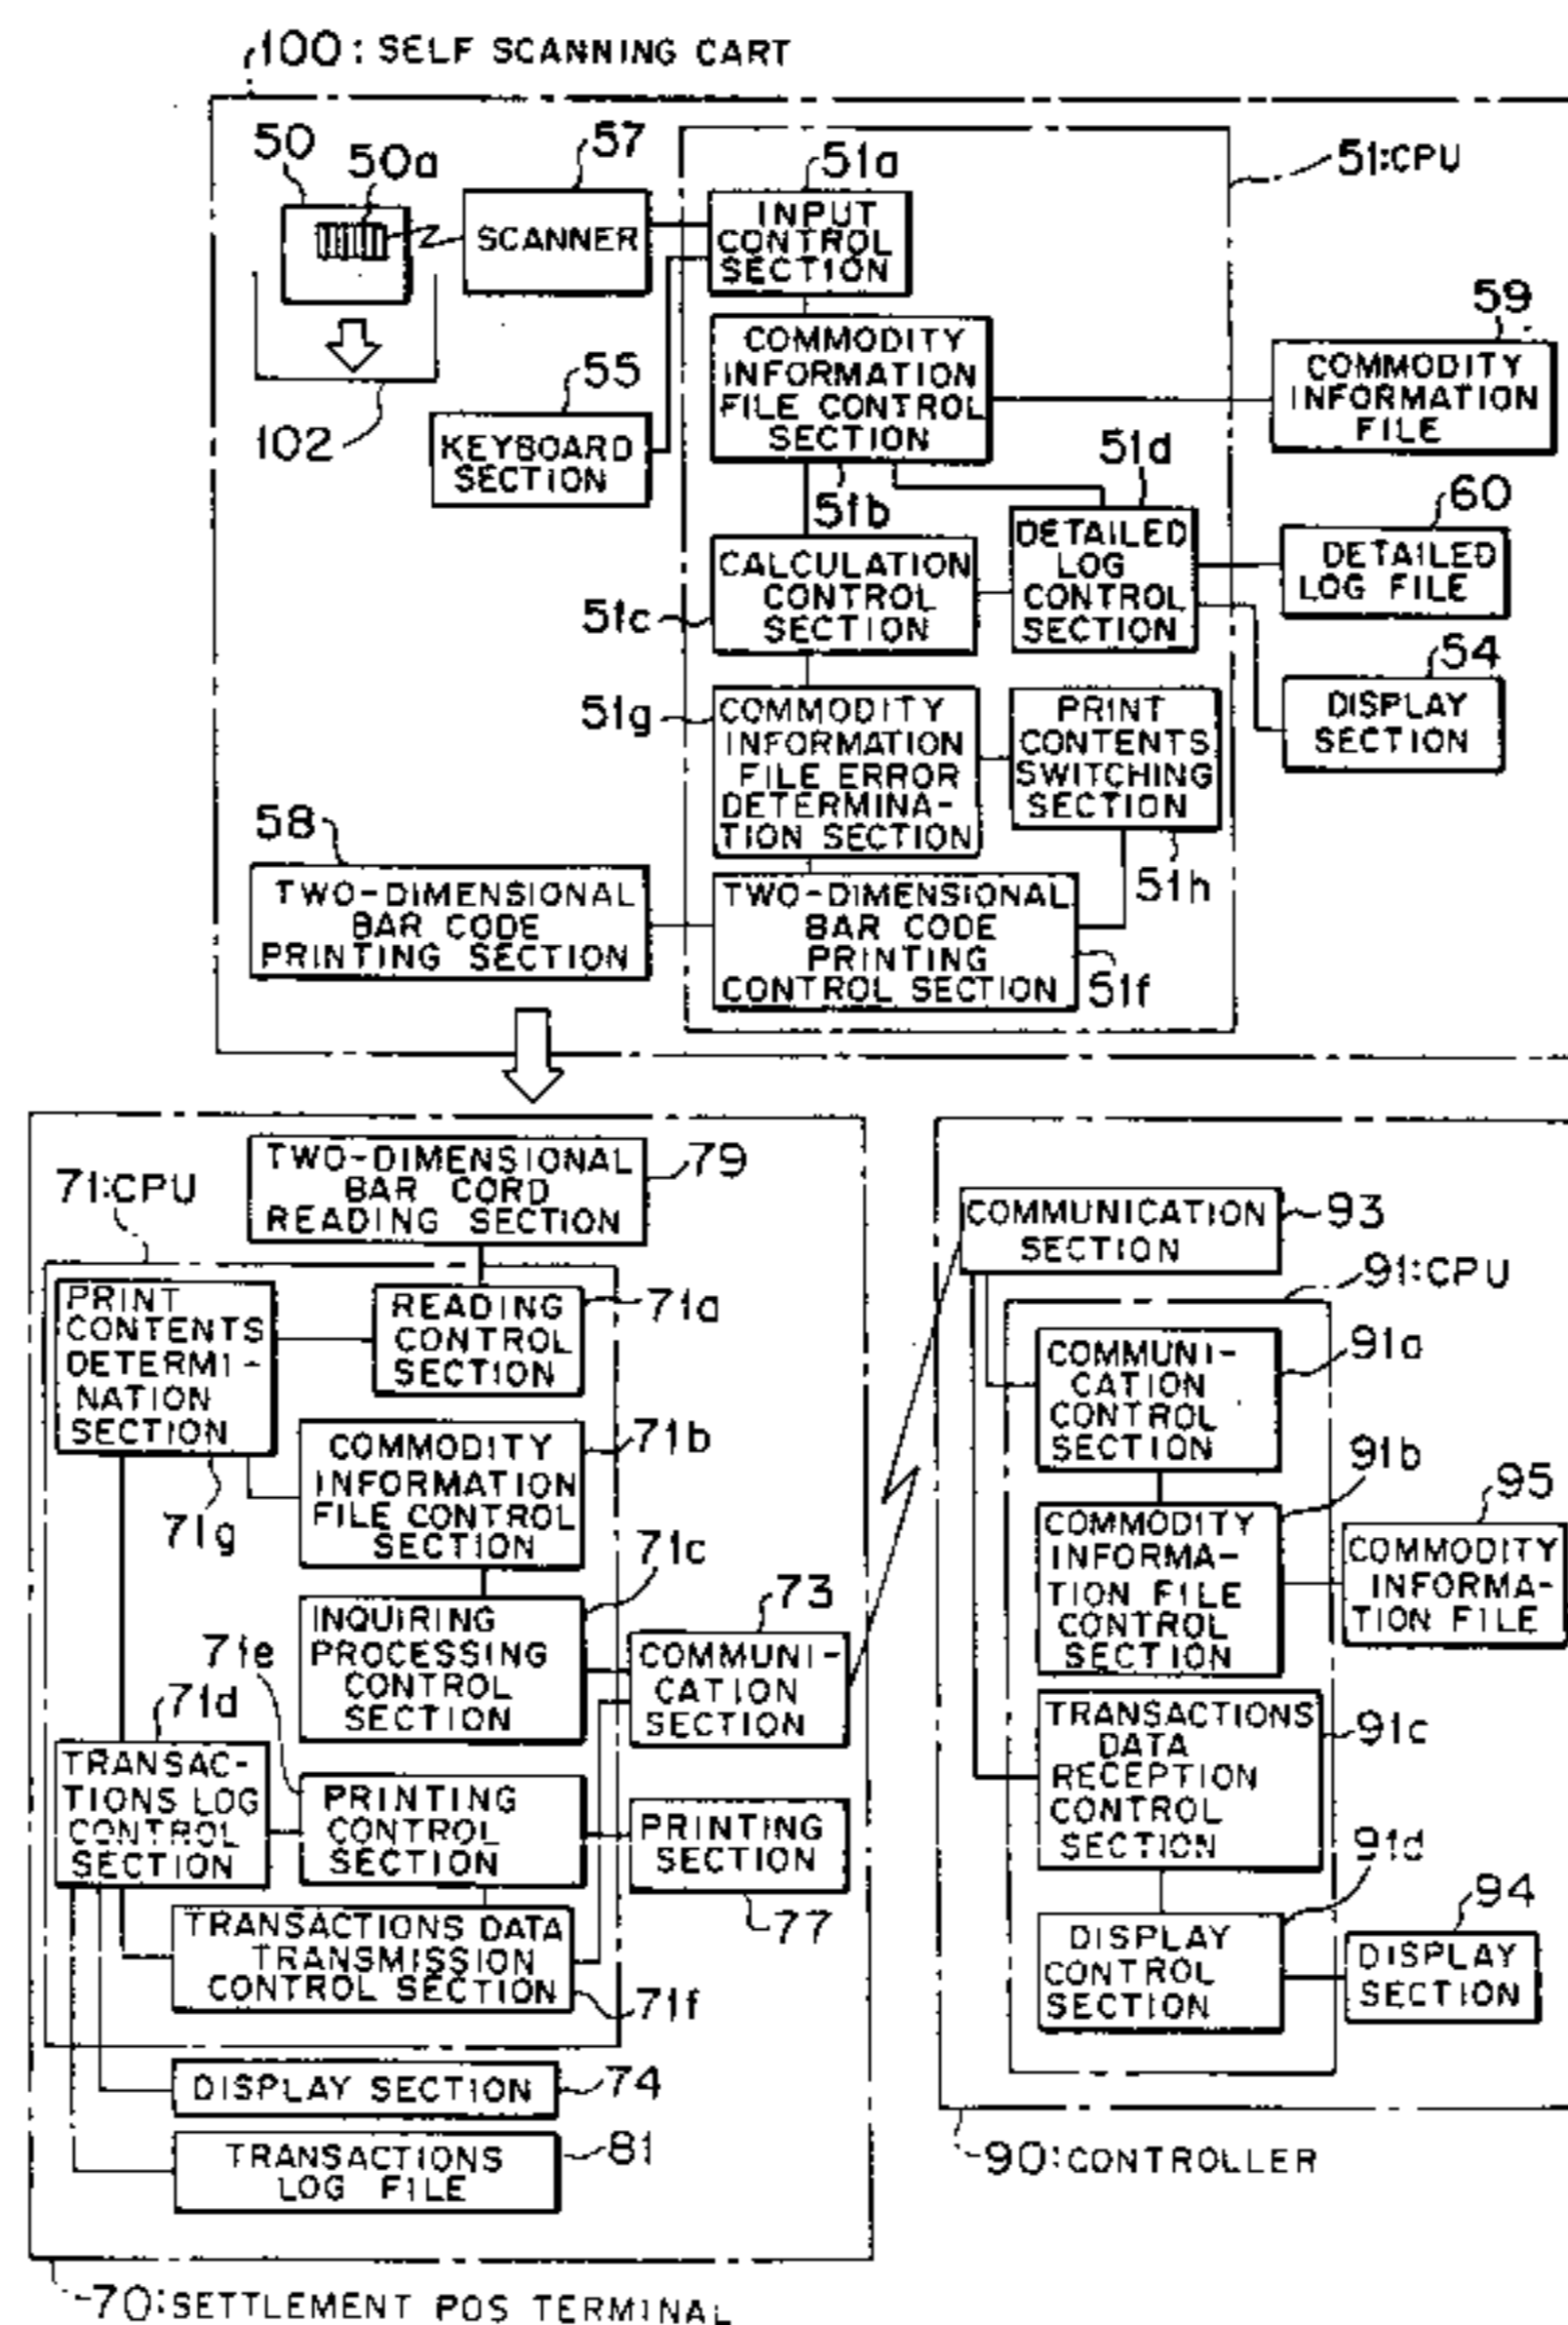 100: SELF SCANNING CART
50
50a
57
51a
51:CPU
SCANNER
INPUT
CONTROL
SECTION
59
COMMODITY
INFORMATION
FILE CONTROL
SECTION
COMMODITY
INFORMATION
FILE
55
102
KEYBOARD
SECTION
51b
51d
60
DETAILED
LOG
CONTROL
SECTION
DETAILED
LOG FILE
CALCULATION
CONTROL
SECTION
51c
54
51g
COMMODITY
INFORMATION
FILE ERROR
DETERMINA-
TION SECTION
PRINT
CONTENTS
SWITCHING
SECTION
DISPLAY
SECTION
58
51h
TWO-DIMENSIONAL
BAR CODE
PRINTING SECTION
TWO-DIMENSIONAL
BAR CODE
PRINTING
CONTROL SECTION
51f
TWO-DIMENSIONAL
BAR CORD
READING SECTION
79
71:CPU
PRINT
CONTENTS
DETERMI-
NATION
SECTION
READING
CONTROL
SECTION
71a
COMMODITY
INFORMATION
FILE CONTROL
SECTION
71b
71g
71c
INQUIRING
PROCESSING
CONTROL
SECTION
73
COMMUNI-
CATION
SECTION
71e
71d
TRANSAC-
TIONS LOG
CONTROL
SECTION
PRINTING
CONTROL
SECTION
PRINTING
SECTION
77
TRANSACTIONS DATA
TRANSMISSION
CONTROL SECTION
71f
DISPLAY SECTION
74
TRANSACTIONS
LOG FILE
81
70:SETTLEMENT POS TERMINAL
COMMUNICATION
SECTION
93
91:CPU
COMMUNI-
CATION
CONTROL
SECTION
91a
91b
95
COMMODITY
INFORMA-
TION FILE
CONTROL
SECTION
COMMODITY
INFORMA-
TION FILE
TRANSACTIONS
DATA
RECEPTION
CONTROL
SECTION
91c
91d
94
DISPLAY
CONTROL
SECTION
DISPLAY
SECTION
90:CONTROLLER